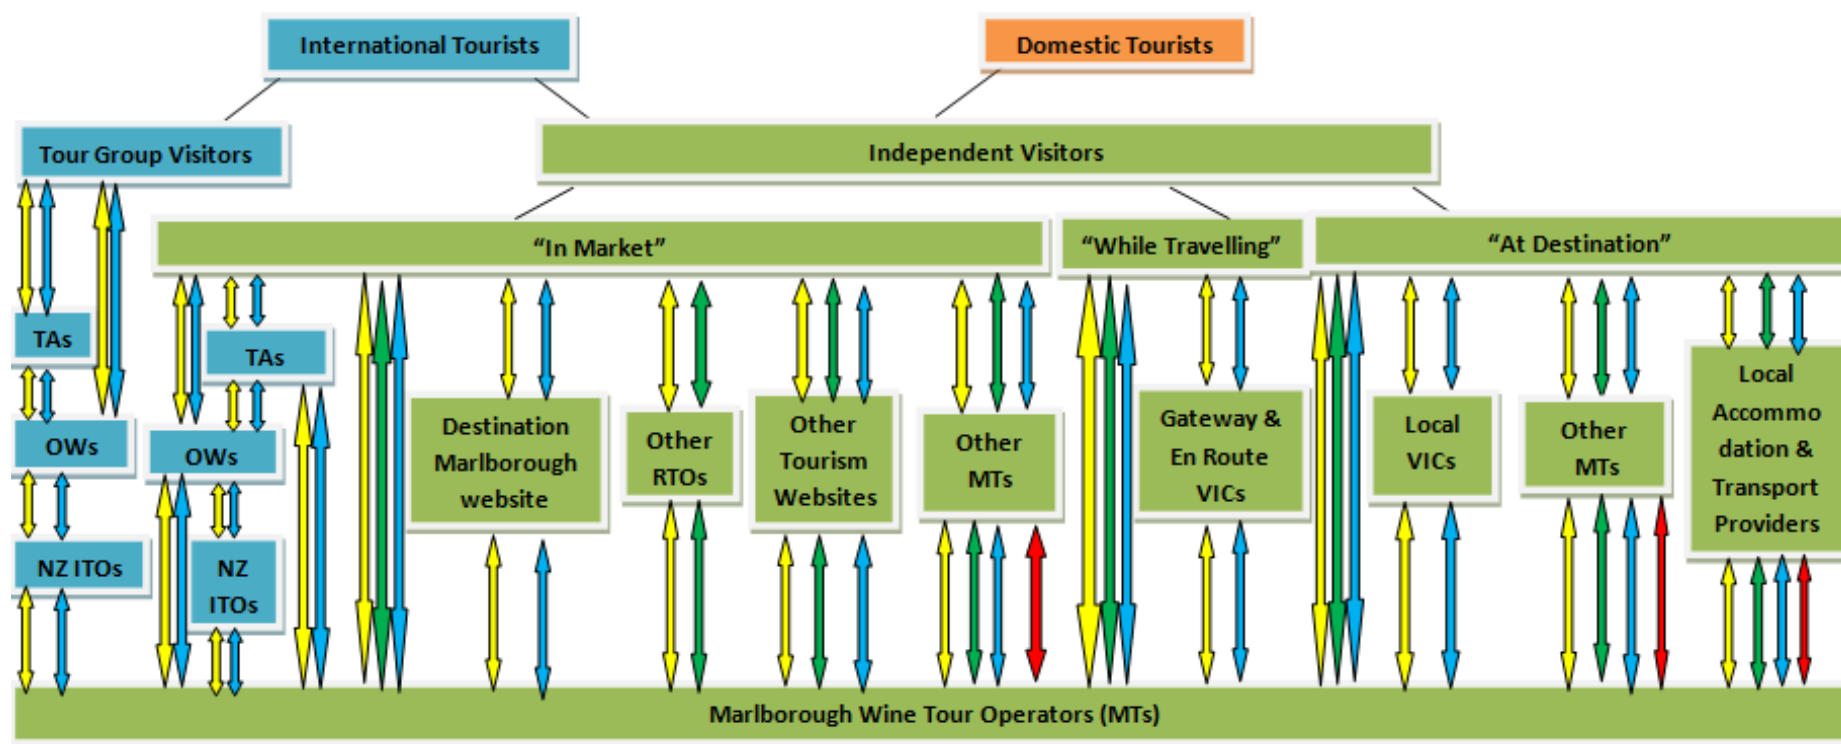 International Tourists
Domestic Tourists
Tour Group Visitors
Independent Visitors
“In Market”
“While Travelling”
“At Destination”
TAs
TAs
OWs
OWs
NZ ITOs
NZ
ITOs
Destination
Marlborough
website
Other
RTOs
Other
Tourism
Websites
Other
MTs
Gateway &
En Route
VICs
Local
VICs
Other
MTs
Local
Accommo
dation &
Transport
Providers
Marlborough Wine Tour Operators (MTs)